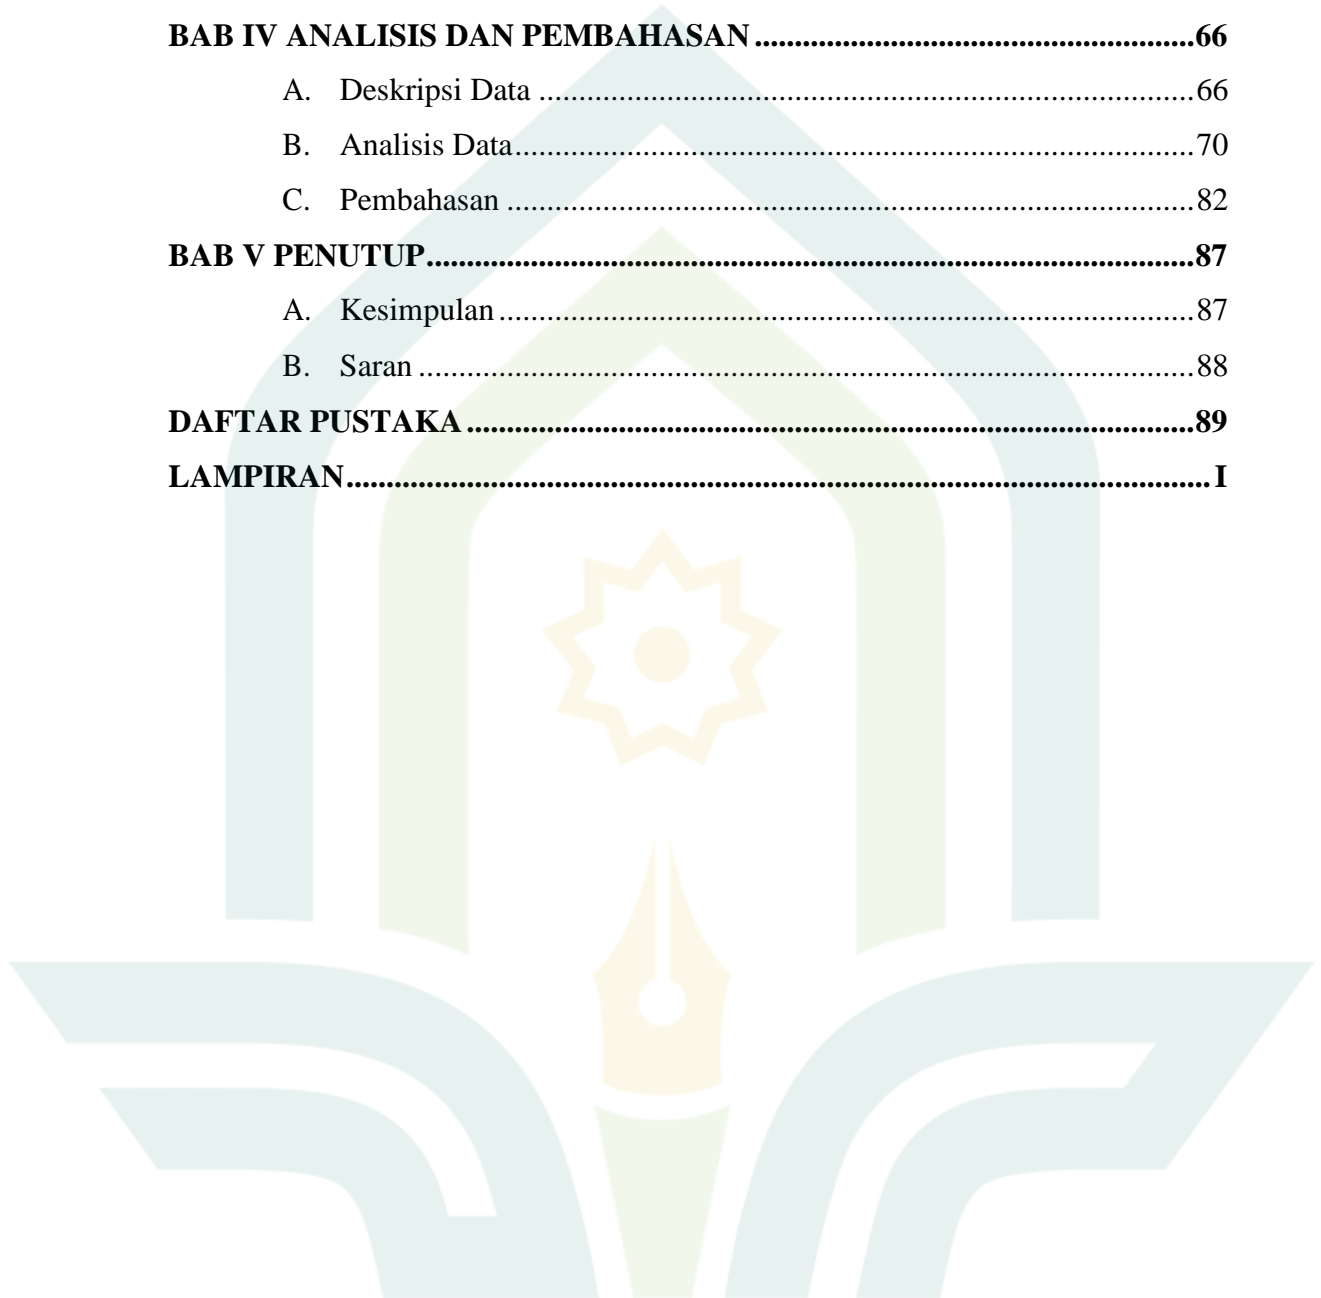 BAB IV ANALISIS DAN PEMBAHASAN ........................................................66
A. Deskripsi Data ...................................................................................66
B. Analisis Data......................................................................................70
C. Pembahasan .......................................................................................82
BAB V PENUTUP.................................................................................................87
A. Kesimpulan ........................................................................................87
B. Saran ..................................................................................................88
DAFTAR PUSTAKA ............................................................................................89
LAMPIRAN............................................................................................................. I